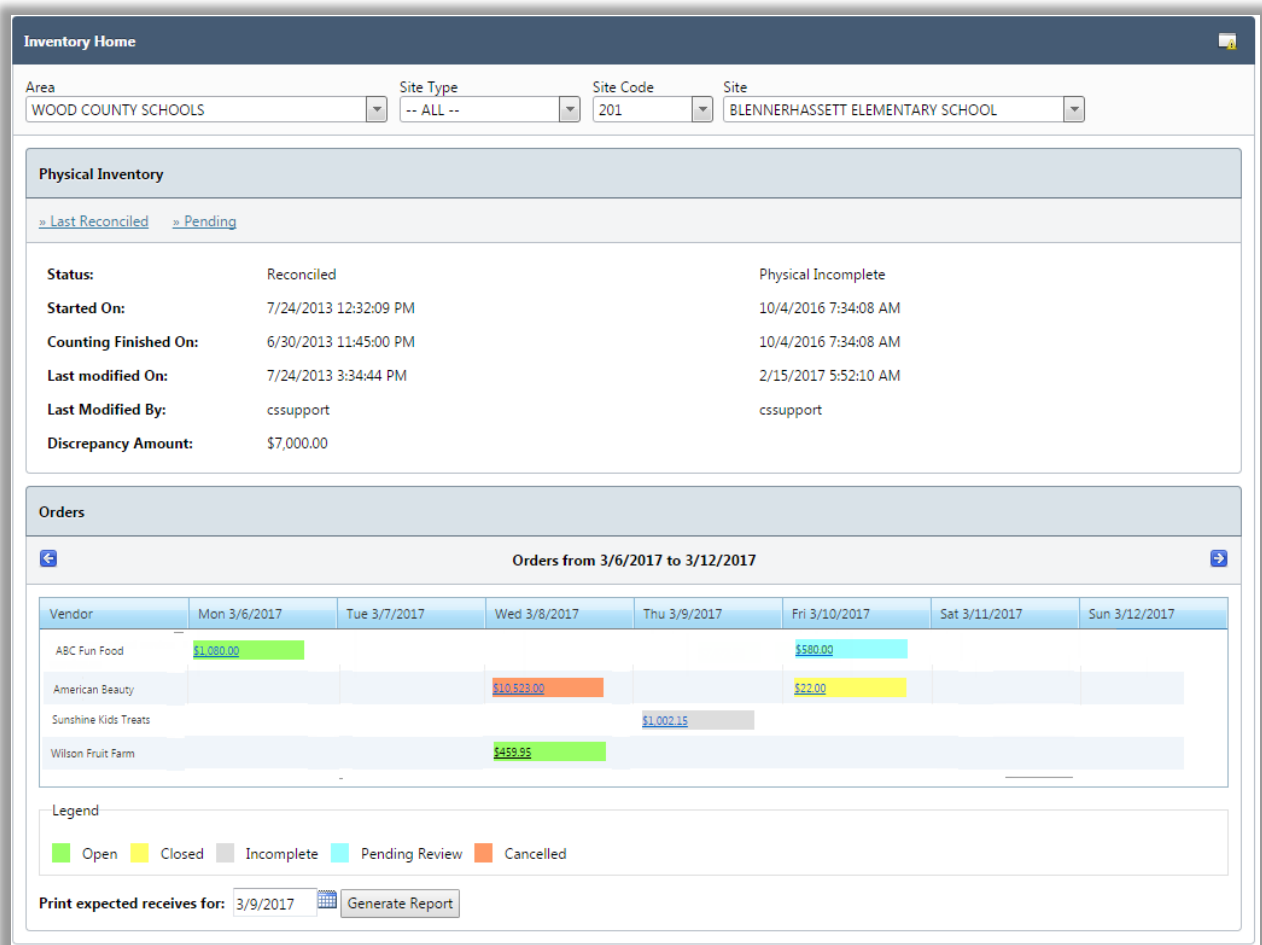 Inventory Home
Area Site Type Site Code Site
WOOD COUNTY SCHOOLS -- ALL -- 201 BLENNERHASSETT ELEMENTARY SCHOOL
Physical Inventory
» Last Reconciled » Pending
Status: Reconciled Physical Incomplete
Started On: 7/24/2013 12:32:09 PM 10/4/2016 7:34:08 AM
Counting Finished On: 6/30/2013 11:45:00 PM 10/4/2016 7:34:08 AM
Last modified On: 7/24/2013 3:34:44 PM 2/15/2017 5:52:10 AM
Last Modified By: cssupport cssupport
Discrepancy Amount: $7,000.00
Orders
Orders from 3/6/2017 to 3/12/2017
Vendor Mon 3/6/2017 Tue 3/7/2017 Wed 3/8/2017 Thu 3/9/2017 Fri 3/10/2017 Sat 3/11/2017 Sun 3/12/2017
ABC Fun Food $1,080.00 $580.00
American Beauty $10,523.00 $22.00
Sunshine Kids Treats $1,002.15
Wilson Fruit Farm $459.95
Legend
Open Closed Incomplete Pending Review Cancelled
Print expected receives for: 3/9/2017 Generate Report